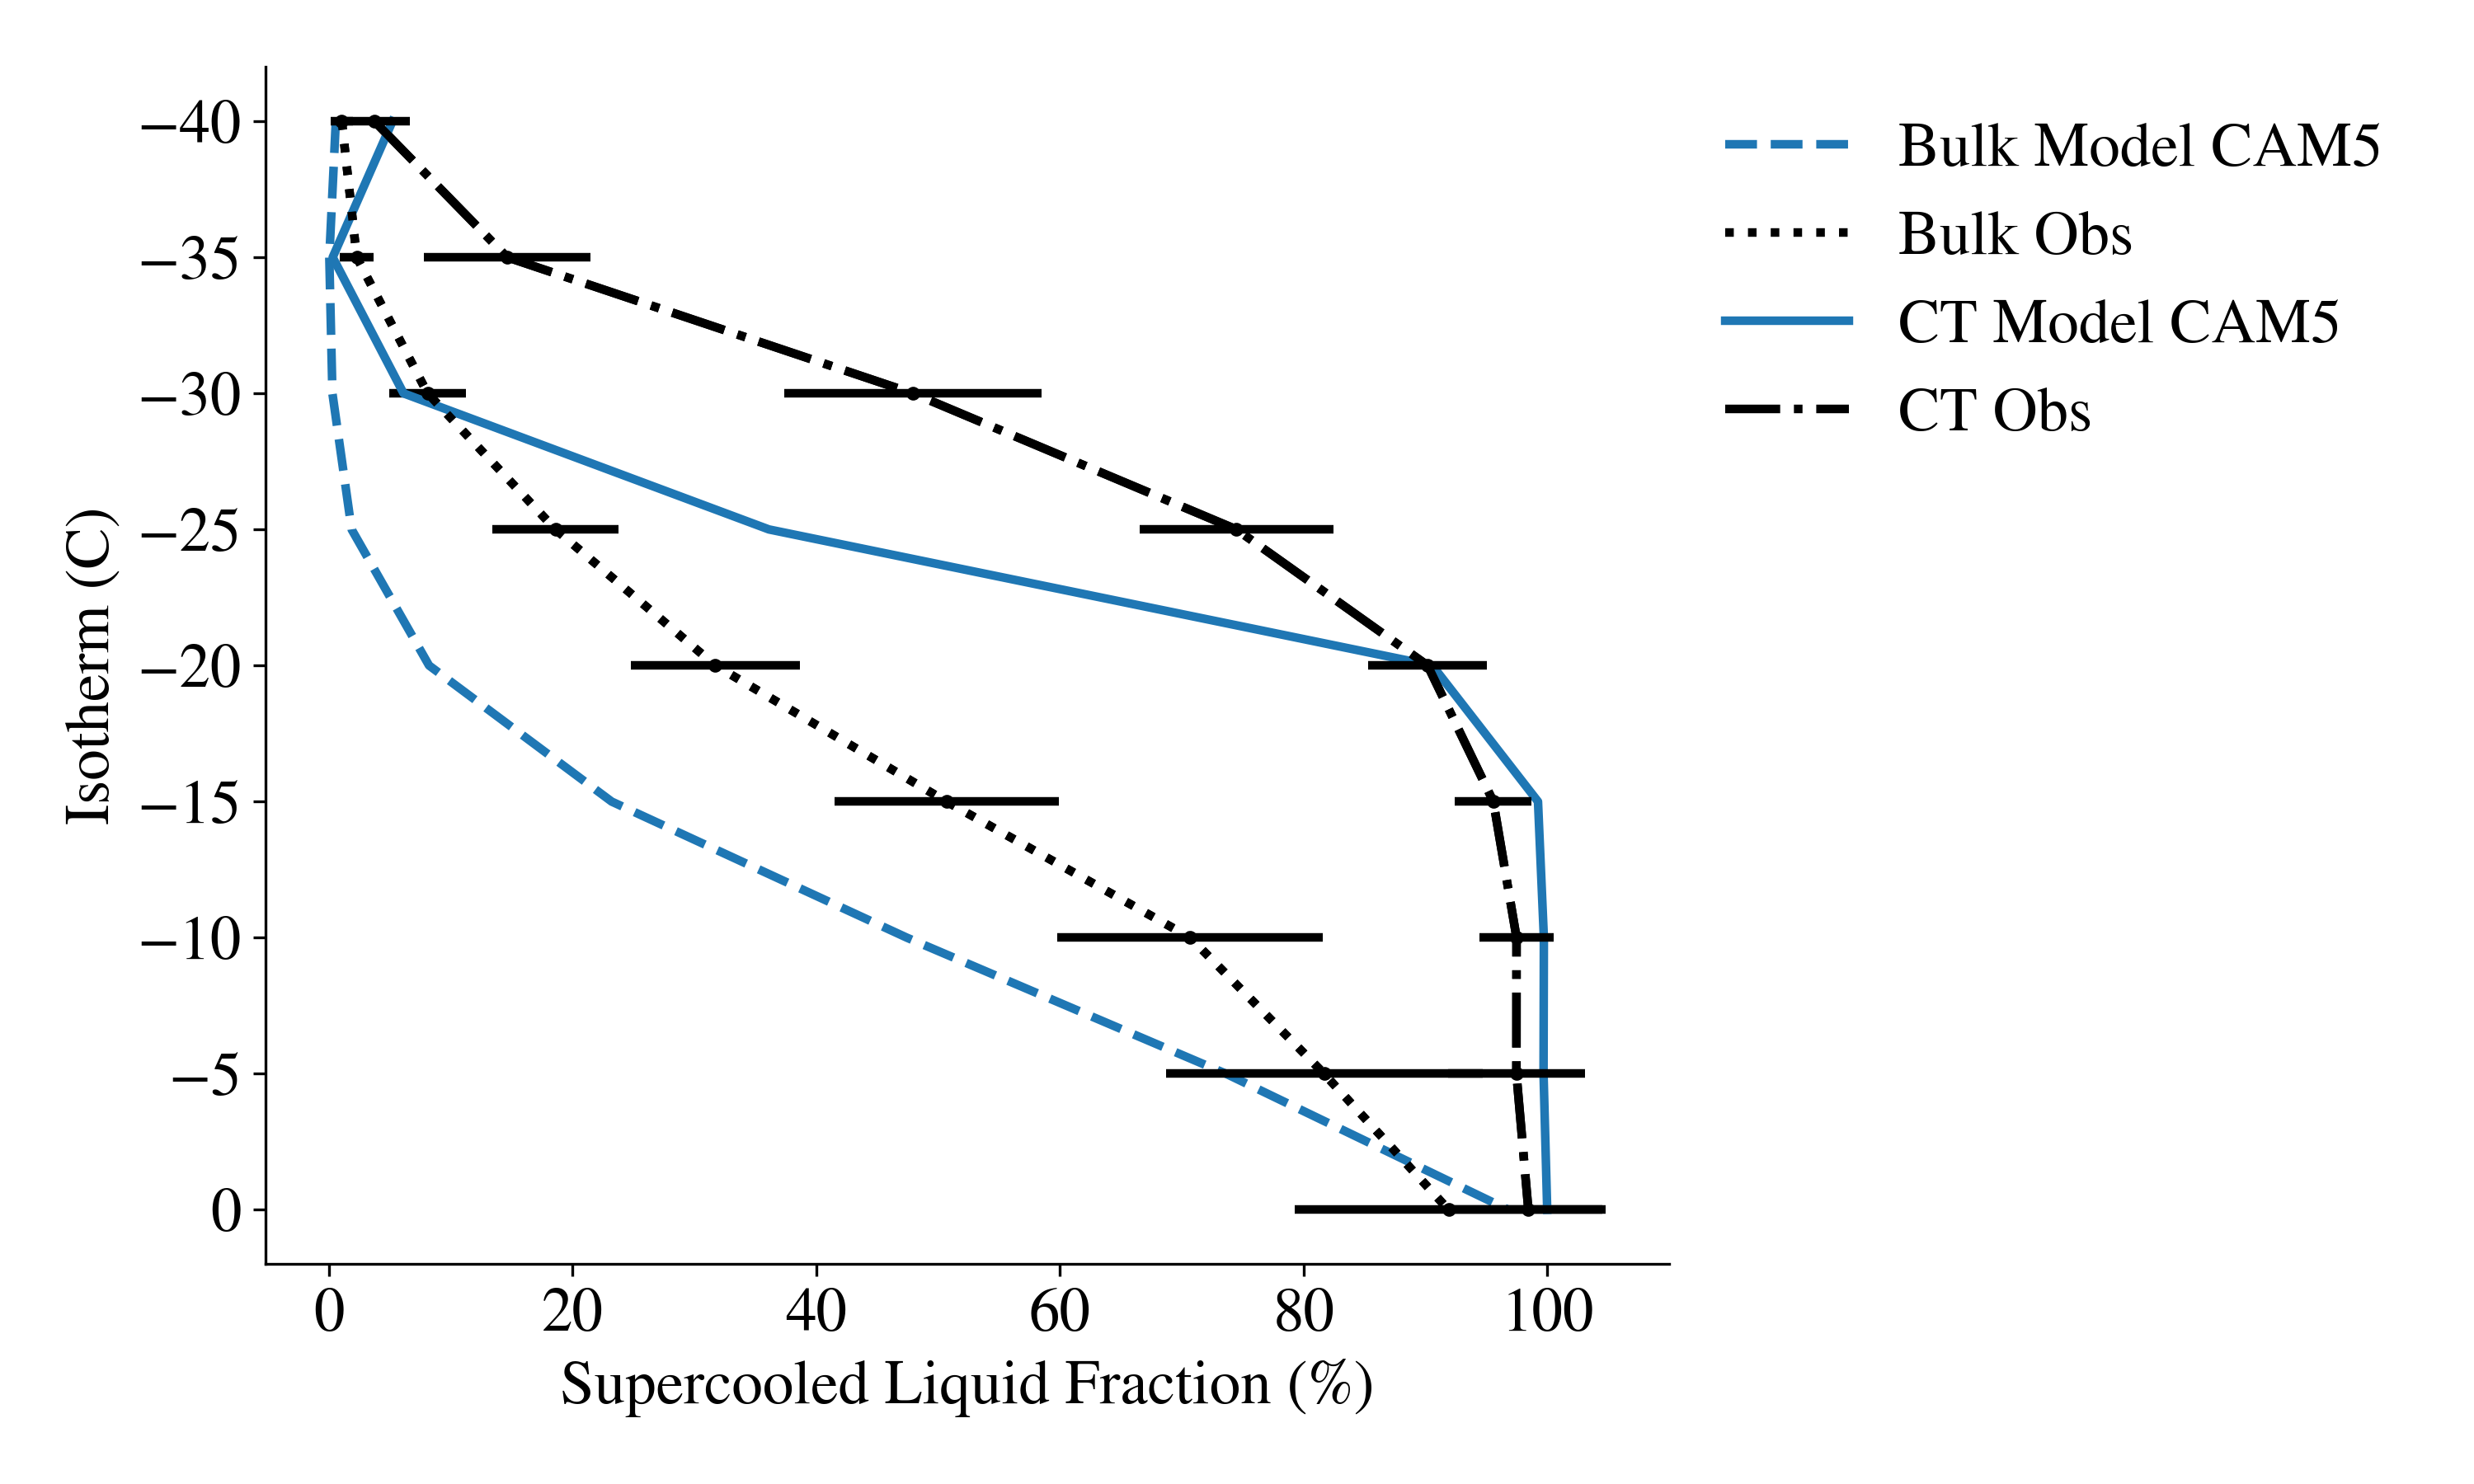 Bulk Model CAM5
Bulk Obs
CT Model CAM5
CT Obs
Isotherm (C)
−40
−35
−30
−25
−20
−15
−10
−5
0
0 20 40 60 80 100
Supercooled Liquid Fraction (%)